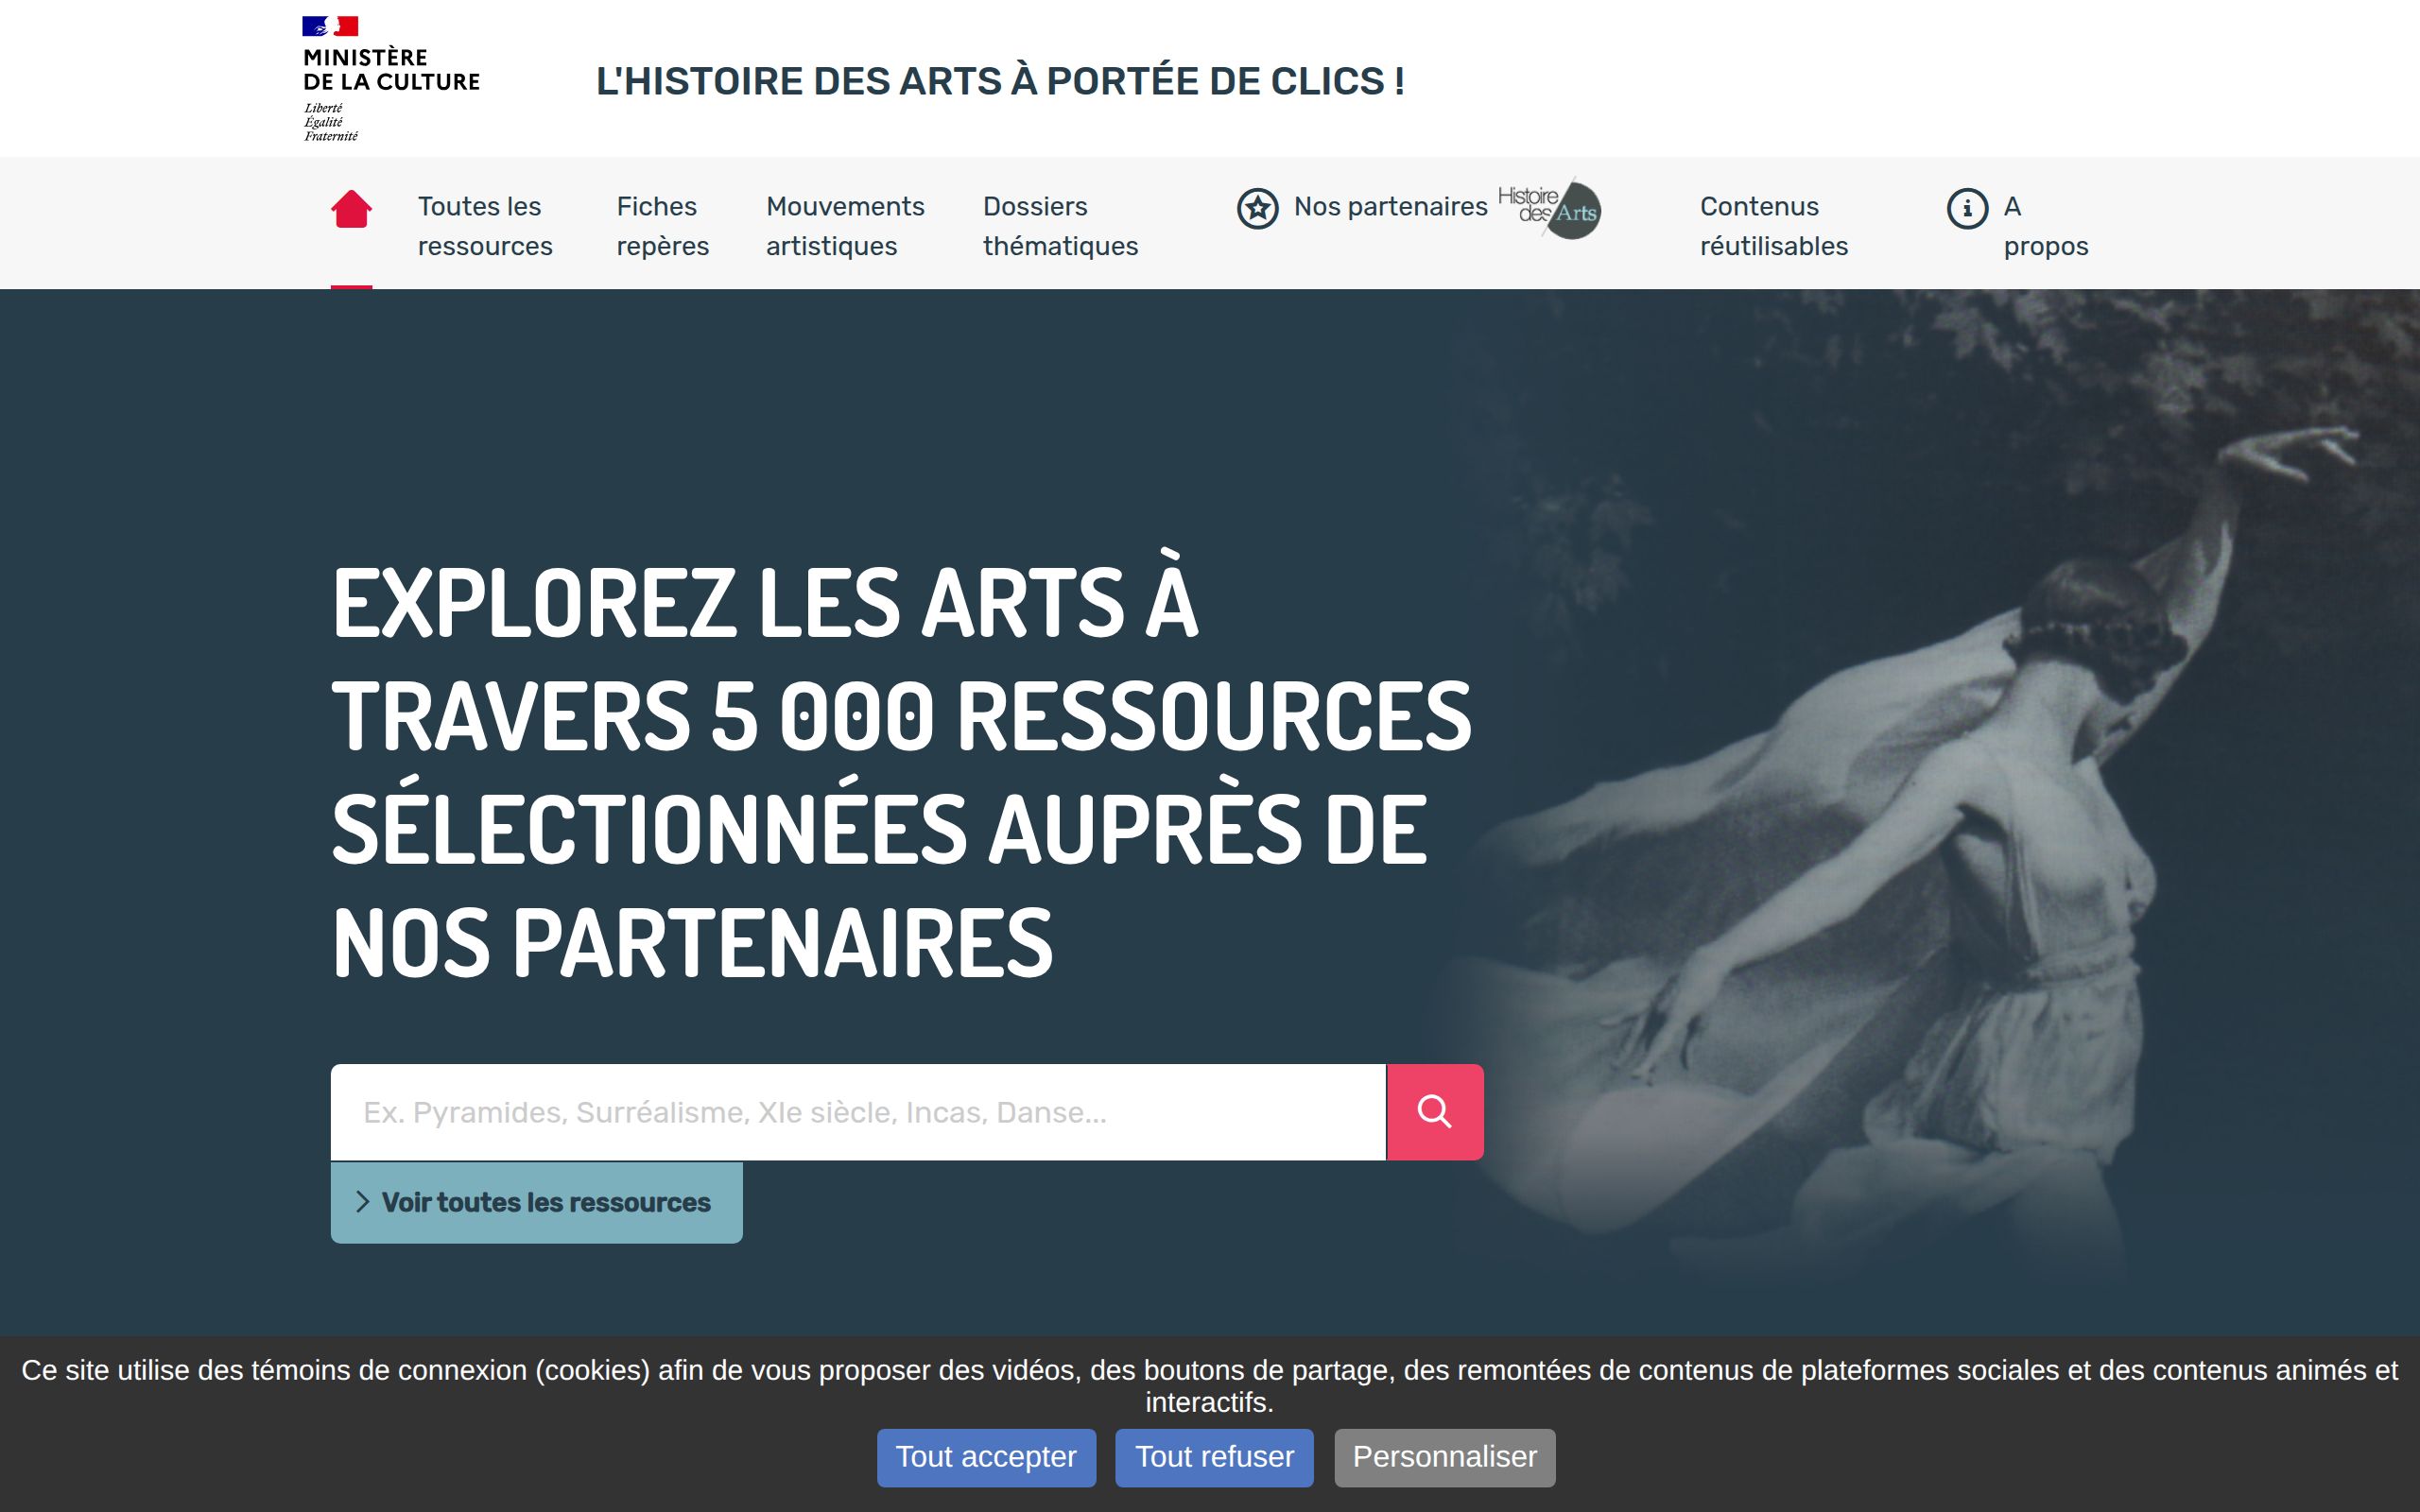 MINISTÈRE
DE LA CULTURE
Liberté
Égalité
Fraternité
L'HISTOIRE DES ARTS À PORTÉE DE CLICS !
Toutes les
ressources
Fiches
repères
Mouvements
artistiques
Dossiers
thématiques
Nos partenaires
Histoire
des Arts
Contenus
réutilisables
A
propos
EXPLOREZ LES ARTS À
TRAVERS 5 000 RESSOURCES
SÉLECTIONNÉES AUPRÈS DE
NOS PARTENAIRES
Ex. Pyramides, Surréalisme, XIe siècle, Incas, Danse...
Voir toutes les ressources
Ce site utilise des témoins de connexion (cookies) afin de vous proposer des vidéos, des boutons de partage, des remontées de contenus de plateformes sociales et des contenus animés et
interactifs.
Tout accepter
Tout refuser
Personnaliser